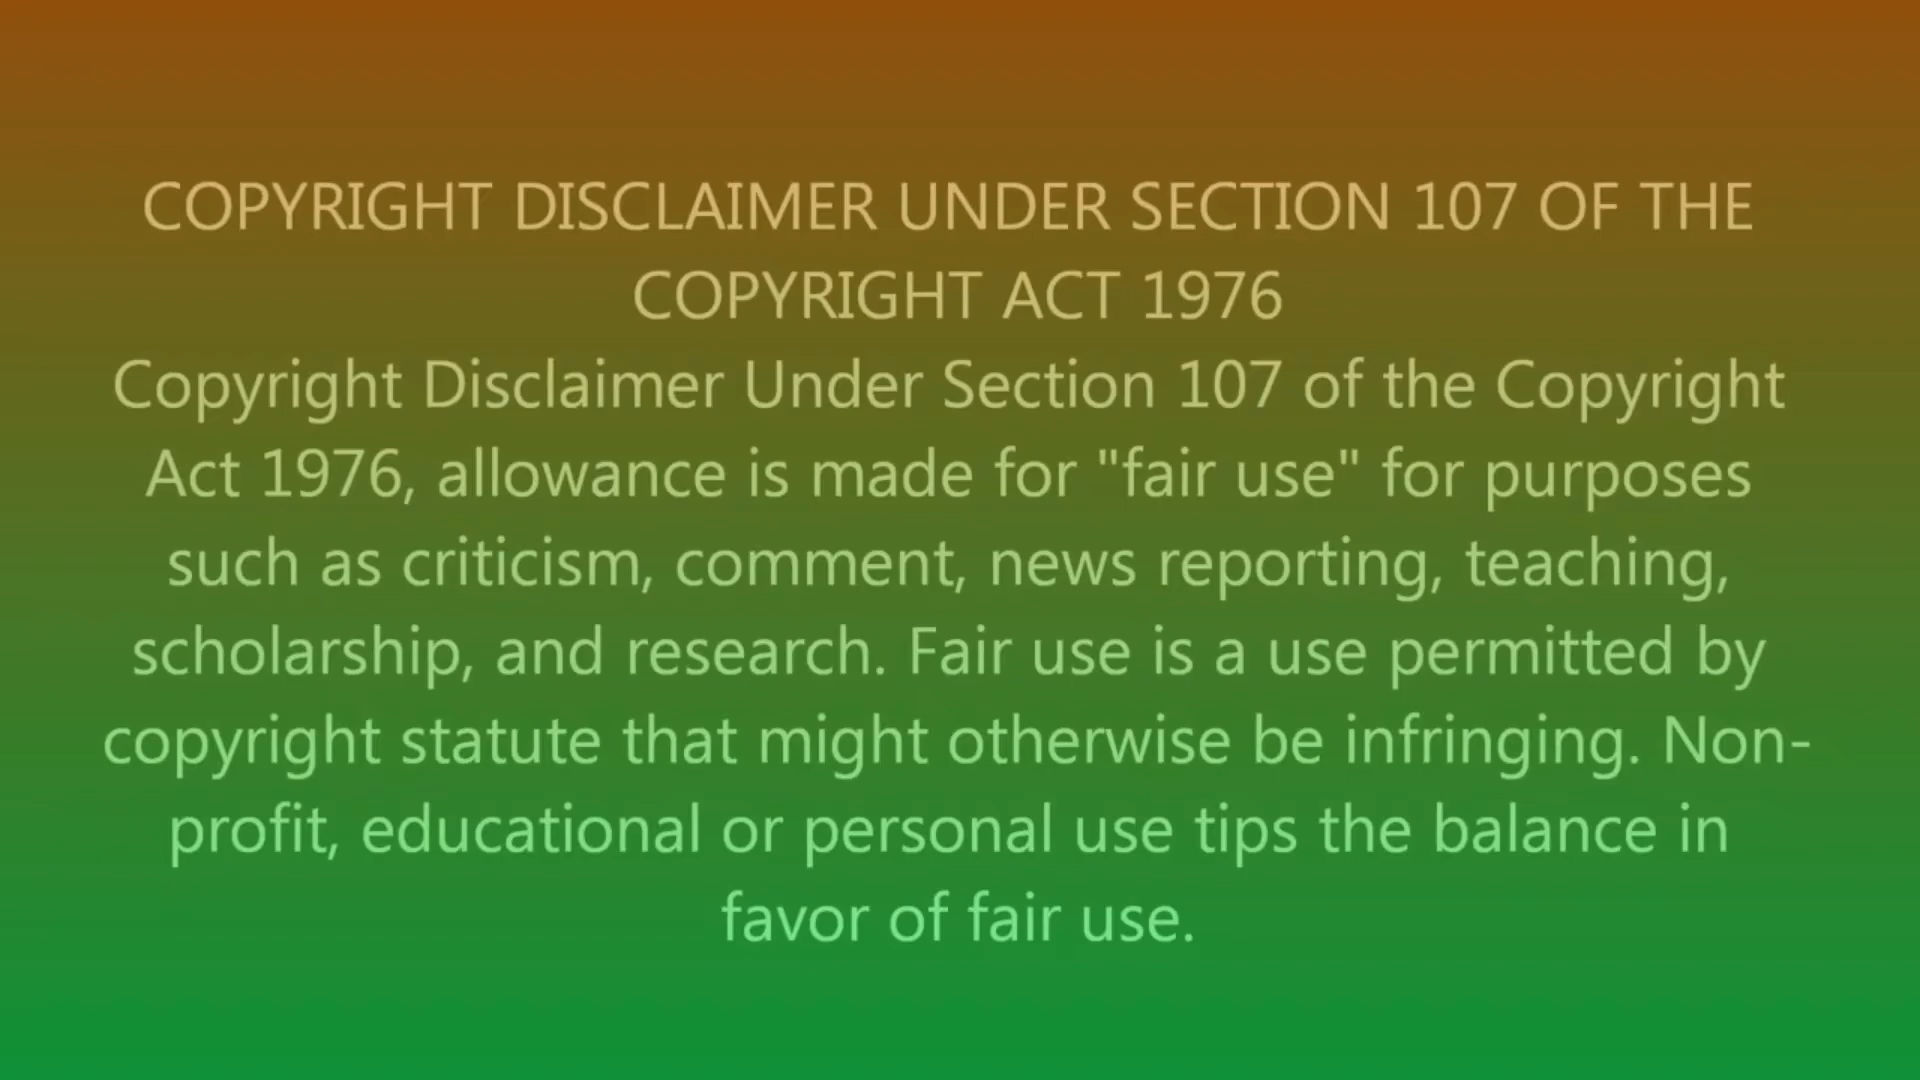 COPYRIGHT DISCLAIMER UNDER SECTION 107 OF THE
COPYRIGHT ACT 1976
Copyright Disclaimer Under Section 107 of the Copyright
Act 1976, allowance is made for "fair use" for purposes
such as criticism, comment, news reporting, teaching,
scholarship, and research. Fair use is a use permitted by
copyright statute that might otherwise be infringing. Non-
profit, educational or personal use tips the balance in
favor of fair use.